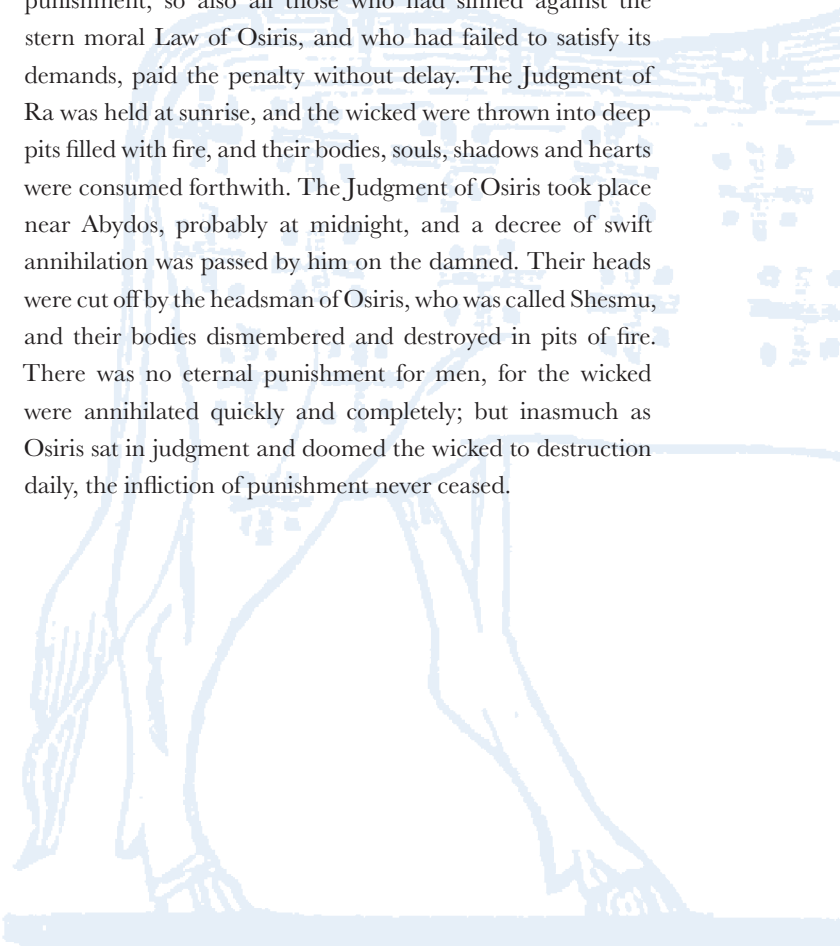 punishment, so also all those who had sinned against the
stern moral Law of Osiris, and who had failed to satisfy its
demands, paid the penalty without delay. The Judgment of
Ra was held at sunrise, and the wicked were thrown into deep
pits filled with fire, and their bodies, souls, shadows and hearts
were consumed forthwith. The Judgment of Osiris took place
near Abydos, probably at midnight, and a decree of swift
annihilation was passed by him on the damned. Their heads
were cut off by the headsman of Osiris, who was called Shesmu,
and their bodies dismembered and destroyed in pits of fire.
There was no eternal punishment for men, for the wicked
were annihilated quickly and completely; but inasmuch as
Osiris sat in judgment and doomed the wicked to destruction
daily, the infliction of punishment never ceased.